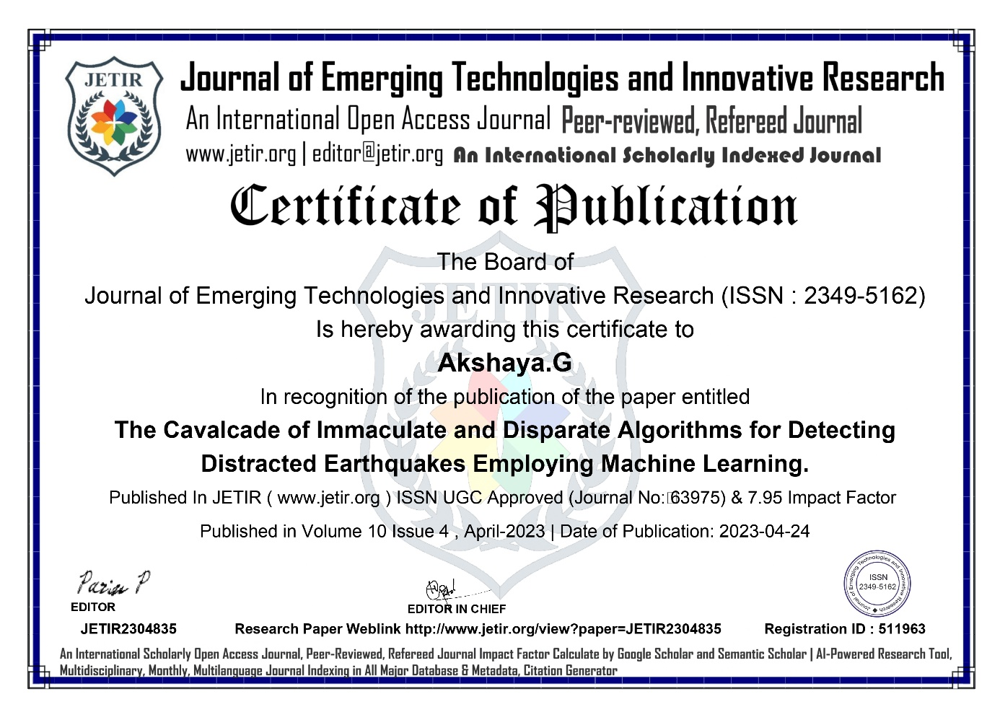 JETIR
Journal of Emerging Technologies and Innovative Research
An International Open Access Journal Peer-reviewed, Refereed Journal
www.jetir.org | editor@jetir.org An International Scholarly Indexed Journal
Certificate of Publication
The Board of
JETIR
Journal of Emerging Technologies and Innovative Research (ISSN : 2349-5162)
Is hereby awarding this certificate to
Akshaya.G
In recognition of the publication of the paper entitled
The Cavalcade of Immaculate and Disparate Algorithms for Detecting
Distracted Earthquakes Employing Machine Learning.
Published In JETIR ( www.jetir.org ) ISSN UGC Approved (Journal No: 63975) & 7.95 Impact Factor
Published in Volume 10 Issue 4 , April-2023 | Date of Publication: 2023-04-24
EDITOR
EDITOR IN CHIEF
Journal of Emerging Technologies and Innovative Research
ISSN
2349-5162
JETIR2304835 Research Paper Weblink http://www.jetir.org/view?paper=JETIR2304835 Registration ID : 511963
An International Scholarly Open Access Journal, Peer-Reviewed, Refereed Journal Impact Factor Calculate by Google Scholar and Semantic Scholar | AI-Powered Research Tool,
Multidisciplinary, Monthly, Multilanguage Journal Indexing in All Major Database & Metadata, Citation Generator